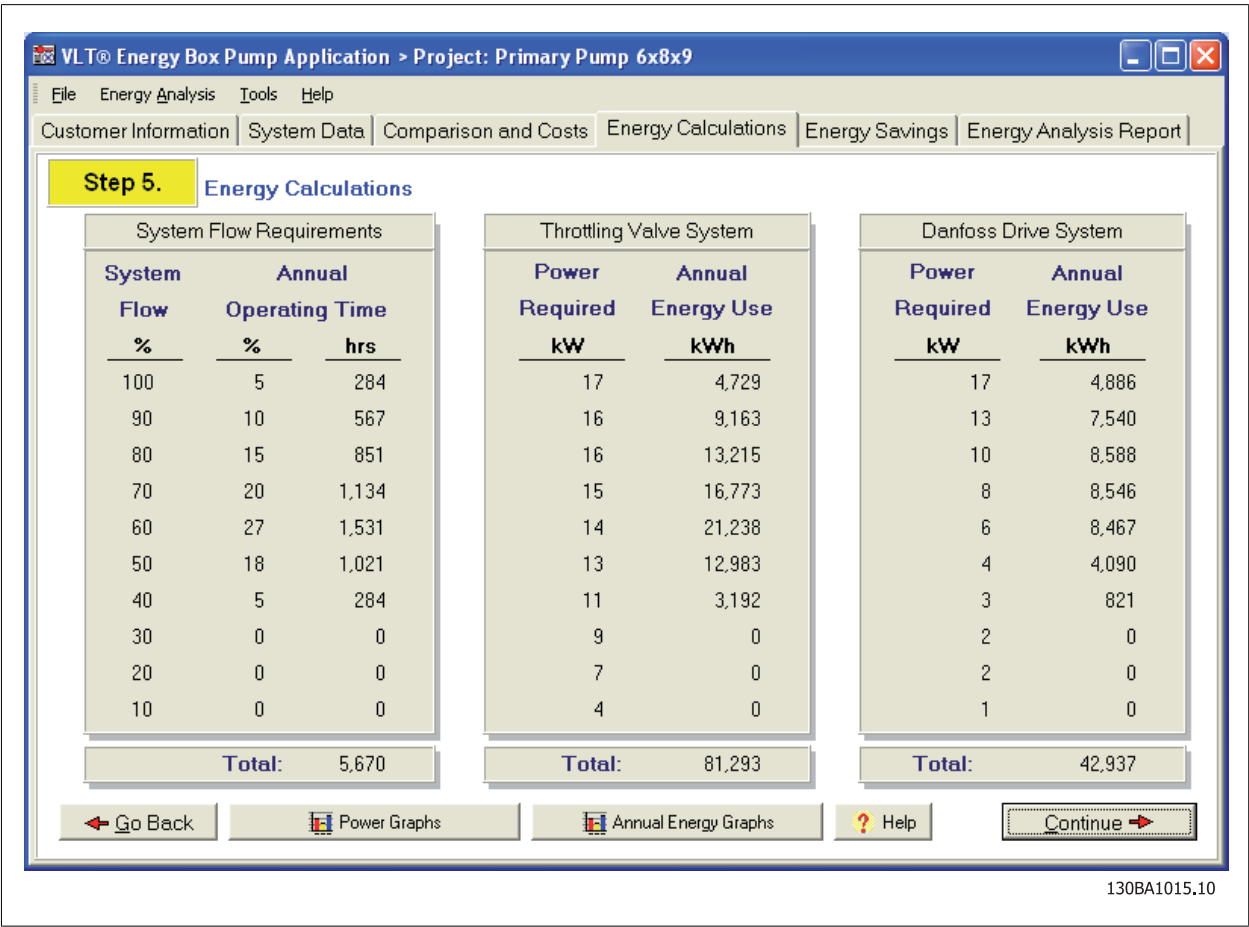 VLT® Energy Box Pump Application > Project: Primary Pump 6x8x9
File Energy Analysis Tools Help
Customer Information System Data Comparison and Costs Energy Calculations Energy Savings Energy Analysis Report
Step 5. Energy Calculations
System Flow Requirements Throttling Valve System Danfoss Drive System
System Annual Power Annual Power Annual
Flow Operating Time Required Energy Use Required Energy Use
% % hrs kW kWh kW kWh
100 5 284 17 4,729 17 4,886
90 10 567 16 9,163 13 7,540
80 15 851 16 13,215 10 8,588
70 20 1,134 15 16,773 8 8,546
60 27 1,531 14 21,238 6 8,467
50 18 1,021 13 12,983 4 4,090
40 5 284 11 3,192 3 821
30 0 0 9 0 2 0
20 0 0 7 0 2 0
10 0 0 4 0 1 0
Total: 5,670 Total: 81,293 Total: 42,937
Go Back Power Graphs Annual Energy Graphs ? Help Continue
130BA1015.10